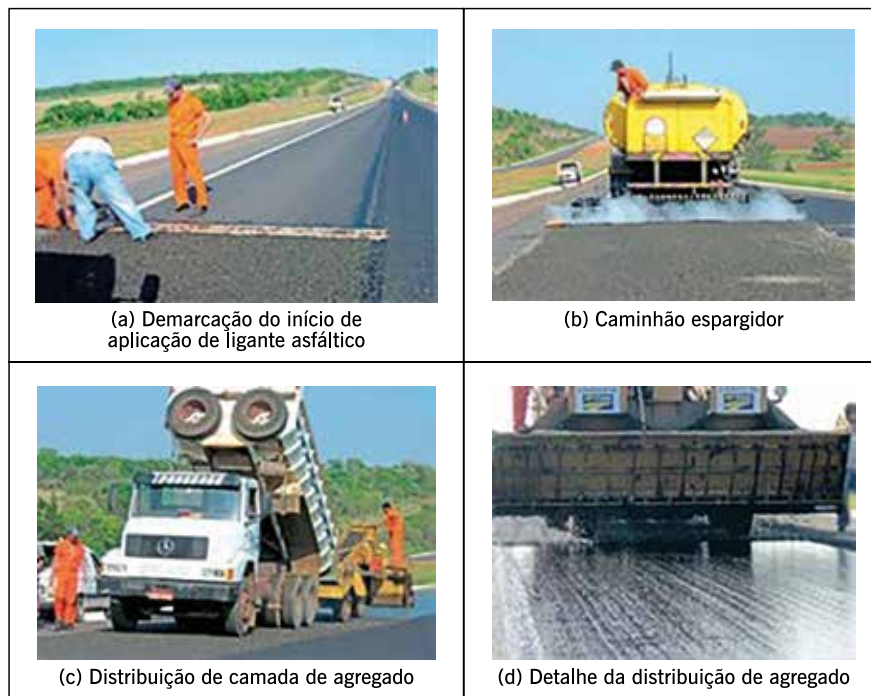 (a) Demarcação do início de
aplicação de ligante asfáltico
(b) Caminhão espargidor
(c) Distribuição de camada de agregado
(d) Detalhe da distribuição de agregado